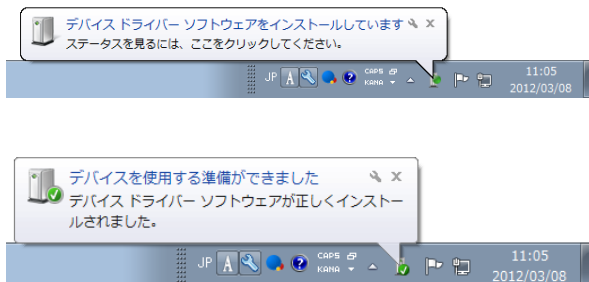 デバイス ドライバー ソフトウェアをインストールしています
ステータスを見るには、ここをクリックしてください。
JP A CAPS
KANA
11:05
2012/03/08
デバイスを使用する準備ができました
デバイス ドライバー ソフトウェアが正しくインストー
ルされました。
JP A CAPS
KANA
11:05
2012/03/08